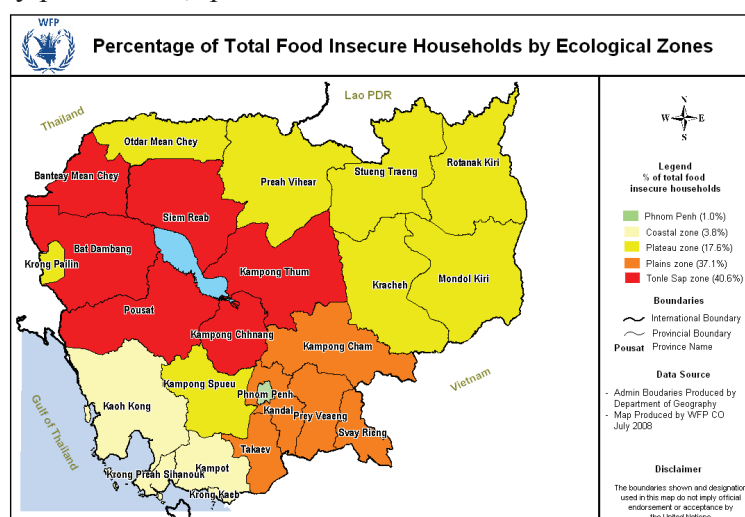 WFP
Percentage of Total Food Insecure Households by Ecological Zones
Lao PDR
Thailand
Otdar Mean Chey
Banteay Mean Chey
Preah Vihear
Stueng Traeng
Rotanak Kiri
Siem Reab
Bat Dambang
Krong Pailin
Kampong Thum
Kracheh
Mondol Kiri
Pousat
Kampong Chhnang
Kampong Cham
Kampong Spueu
Phnom Penh
Kandal
Prey Veaeng
Svay Rieng
Vietnam
Kaoh Kong
Gulf of Thailand
Takaev
Kampot
Krong Preah Sihanouk
Krong Kaeb
N
W E
S
Legend
% of total food
insecure households
Phnom Penh (1.0%)
Coastal zone (3.8%)
Plateau zone (17.6%)
Plains zone (37.1%)
Tonle Sap zone (40.6%)
Boundaries
International Boundary
Provincial Boundary
Pousat Province Name
Data Source
- Admin Boudaries Produced by
Department of Geography
- Map Produced by WFP CO
July 2008
Disclaimer
The boundaries shown and designation
used in this map do not imply official
endorsement or acceptance by
the United Nations